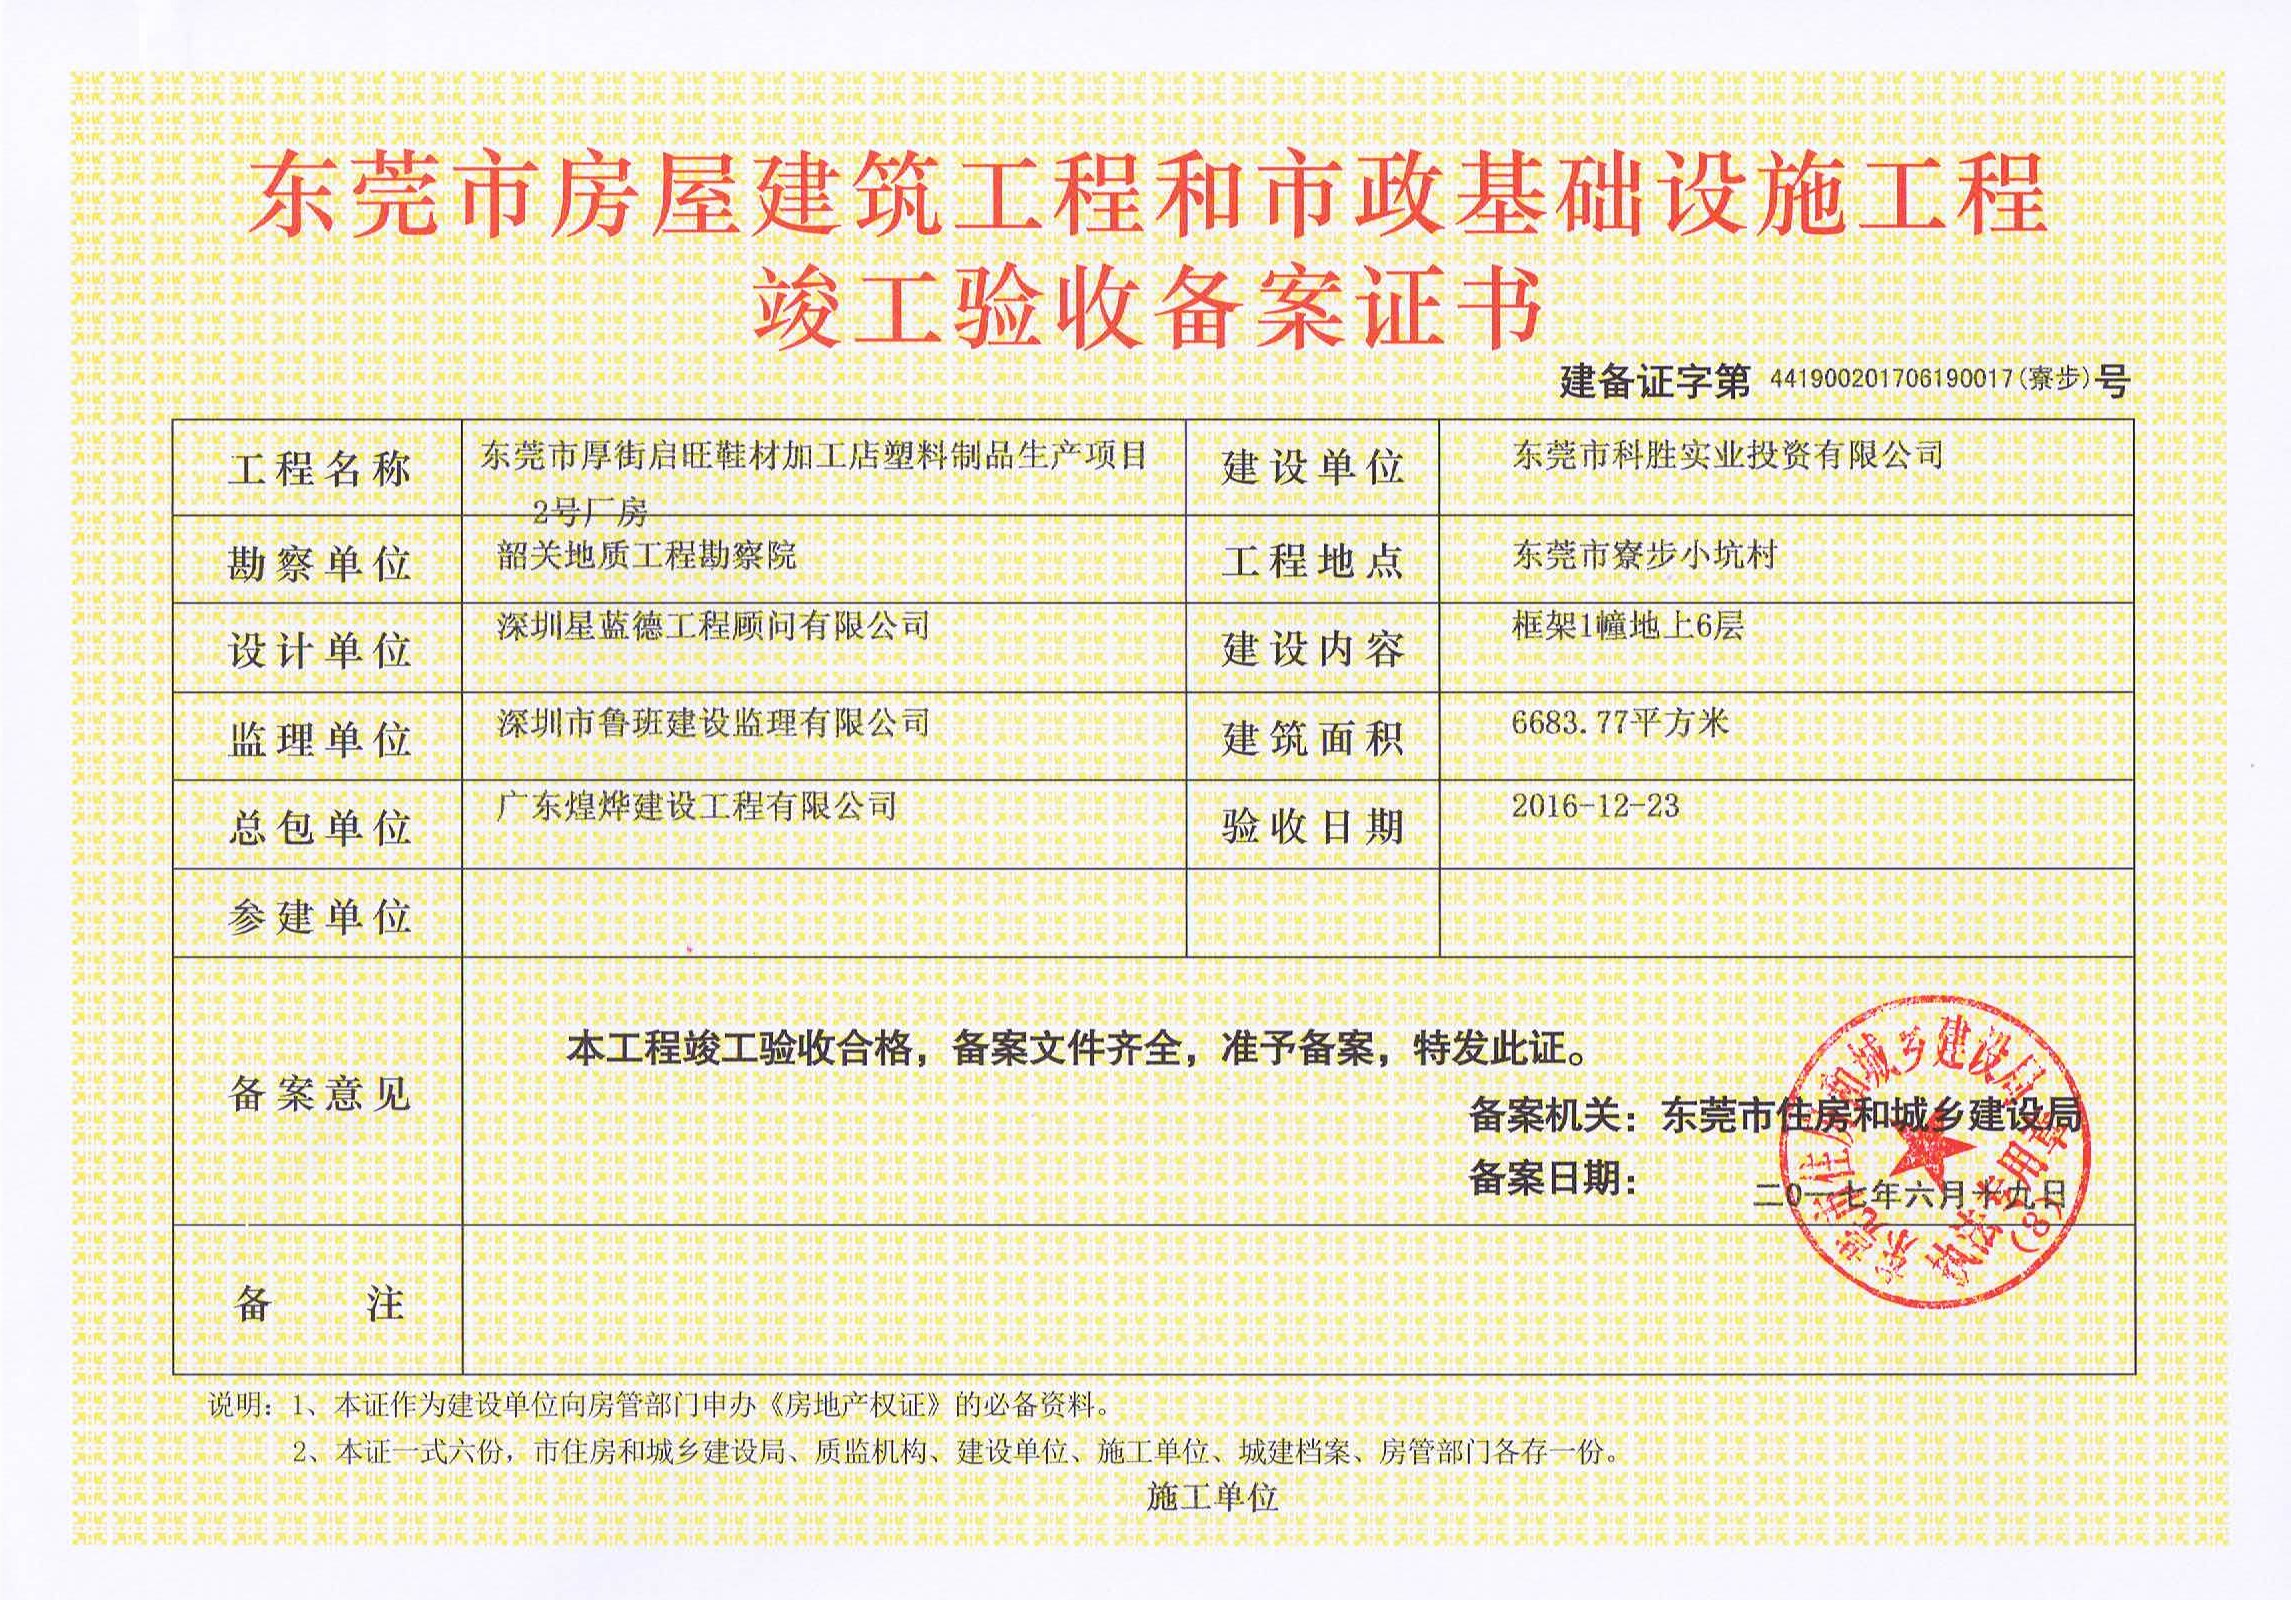 东莞市房屋建筑工程和市政基础设施工程
竣工验收备案证书
建备证字第 441900201706190017(寮步)号
工程名称 东莞市厚街启旺鞋材加工店塑料制品生产项目 建设单位 东莞市科胜实业投资有限公司
2号厂房
勘察单位 韶关地质工程勘察院 工程地点 东莞市寮步小坑村
设计单位 深圳星蓝德工程顾问有限公司 建设内容 框架1幢地上6层
监理单位 深圳市鲁班建设监理有限公司 建筑面积 6683.77平方米
总包单位 广东煌烨建设工程有限公司 验收日期 2016-12-23
参建单位
备案意见
本工程竣工验收合格，备案文件齐全，准予备案，特发此证。
备案机关：东莞市住房和城乡建设局
备案日期：二0一七年六月十九日
东莞市住房和城乡建设局
专用章
(8)
备 注
说明：1、本证作为建设单位向房管部门申办《房地产权证》的必备资料。
2、本证一式六份，市住房和城乡建设局、质监机构、建设单位、施工单位、城建档案、房管部门各存一份。
施工单位